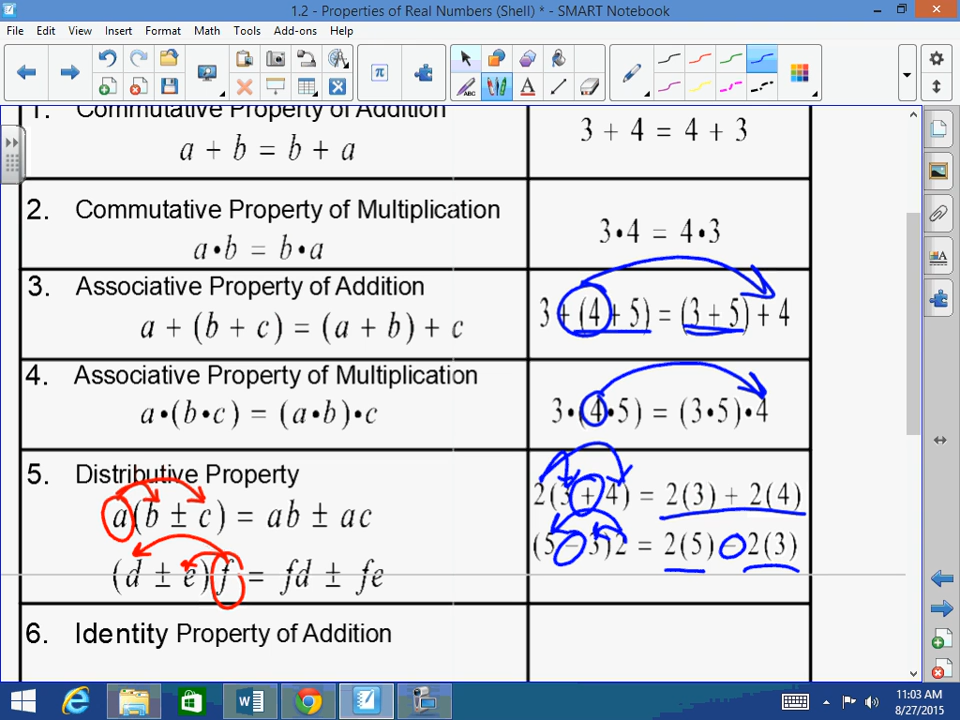 1.2 - Properties of Real Numbers (Shell) * - SMART Notebook
File Edit View Insert Format Math Tools Add-ons Help
1. Commutative Property of Addition
a + b = b + a
3 + 4 = 4 + 3
2. Commutative Property of Multiplication
a•b = b•a
3•4 = 4•3
3. Associative Property of Addition
a + (b + c) = (a + b) + c
3 + (4 + 5) = (3 + 5) + 4
4. Associative Property of Multiplication
a•(b•c) = (a•b)•c
3•(4•5) = (3•5)•4
5. Distributive Property
a(b ± c) = ab ± ac
2(3 + 4) = 2(3) + 2(4)
(d ± e)f = fd ± fe
(5 − 3)2 = 2(5) − 2(3)
6. Identity Property of Addition
11:03 AM
8/27/2015